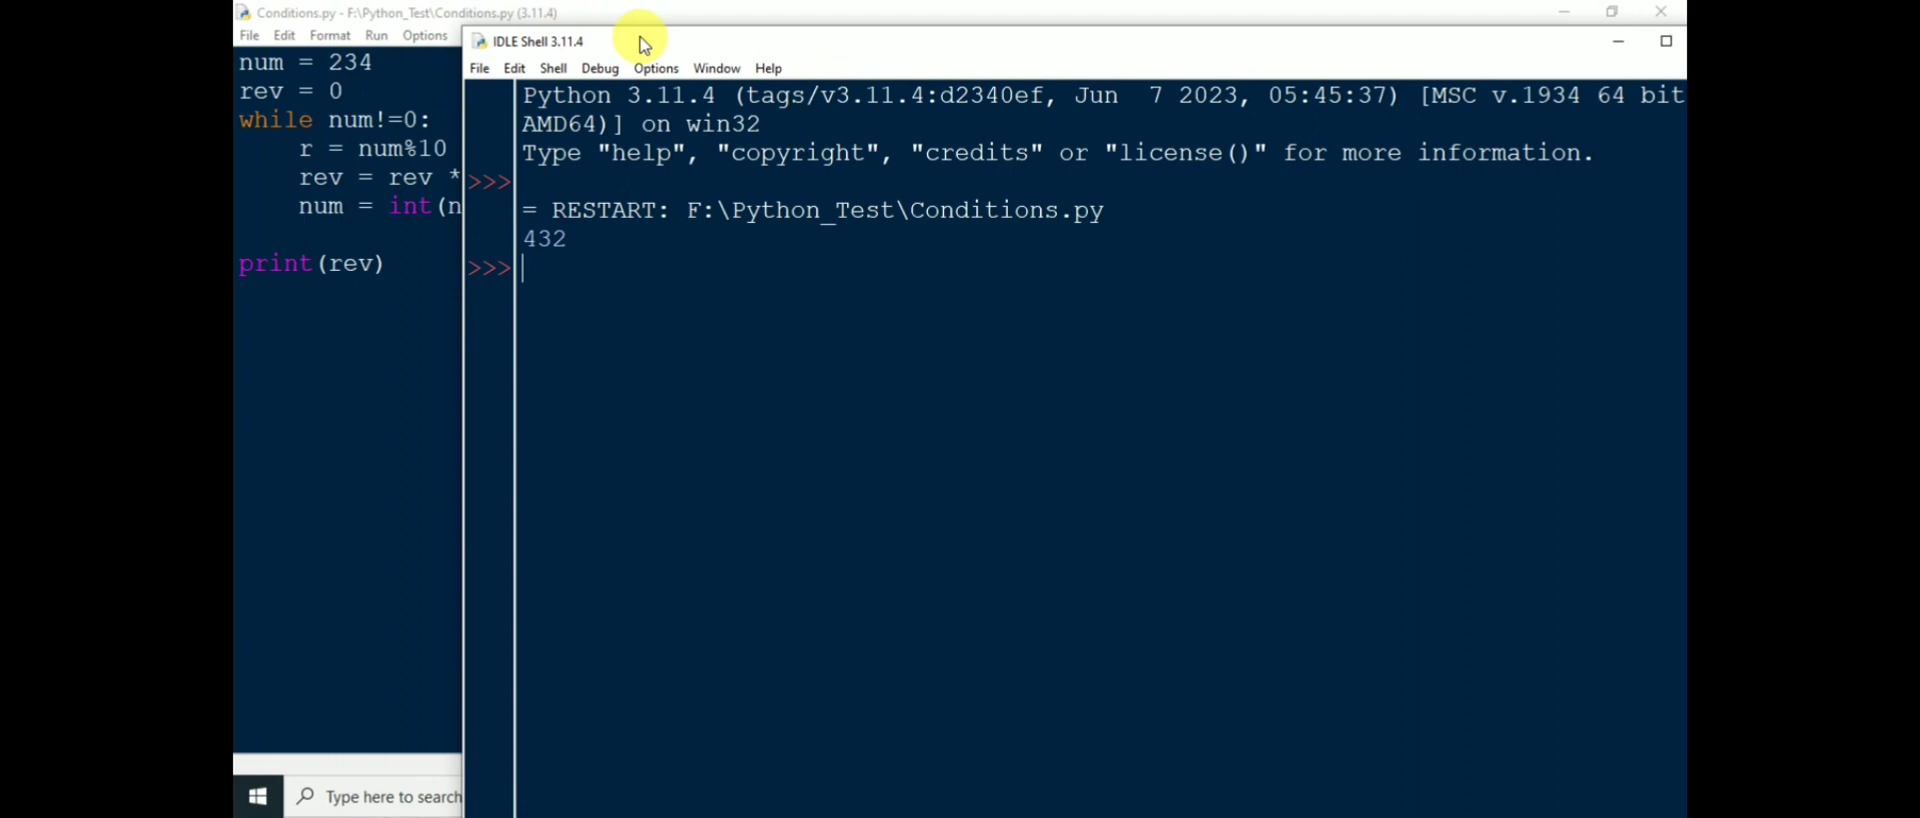 Conditions.py - F:\Python_Test\Conditions.py (3.11.4)
File Edit Format Run Options
num = 234
rev = 0
while num!=0:
r = num%10
rev = rev *
num = int(n
print(rev)
Type here to search
IDLE Shell 3.11.4
File Edit Shell Debug Options Window Help
Python 3.11.4 (tags/v3.11.4:d2340ef, Jun  7 2023, 05:45:37) [MSC v.1934 64 bit
AMD64)] on win32
Type "help", "copyright", "credits" or "license()" for more information.
>>>
= RESTART: F:\Python_Test\Conditions.py
432
>>>